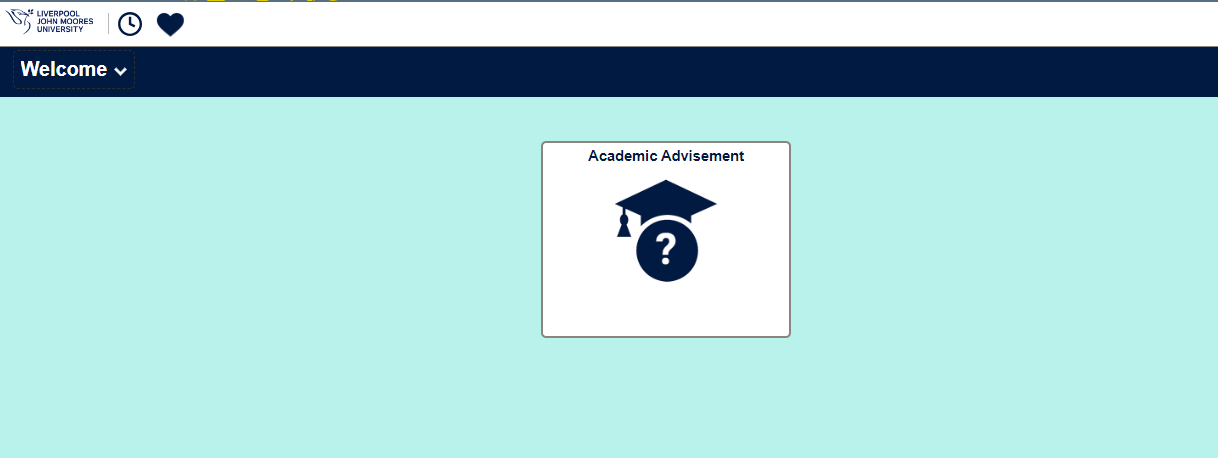 LIVERPOOL
JOHN MOORES
UNIVERSITY
Welcome
Academic Advisement
?